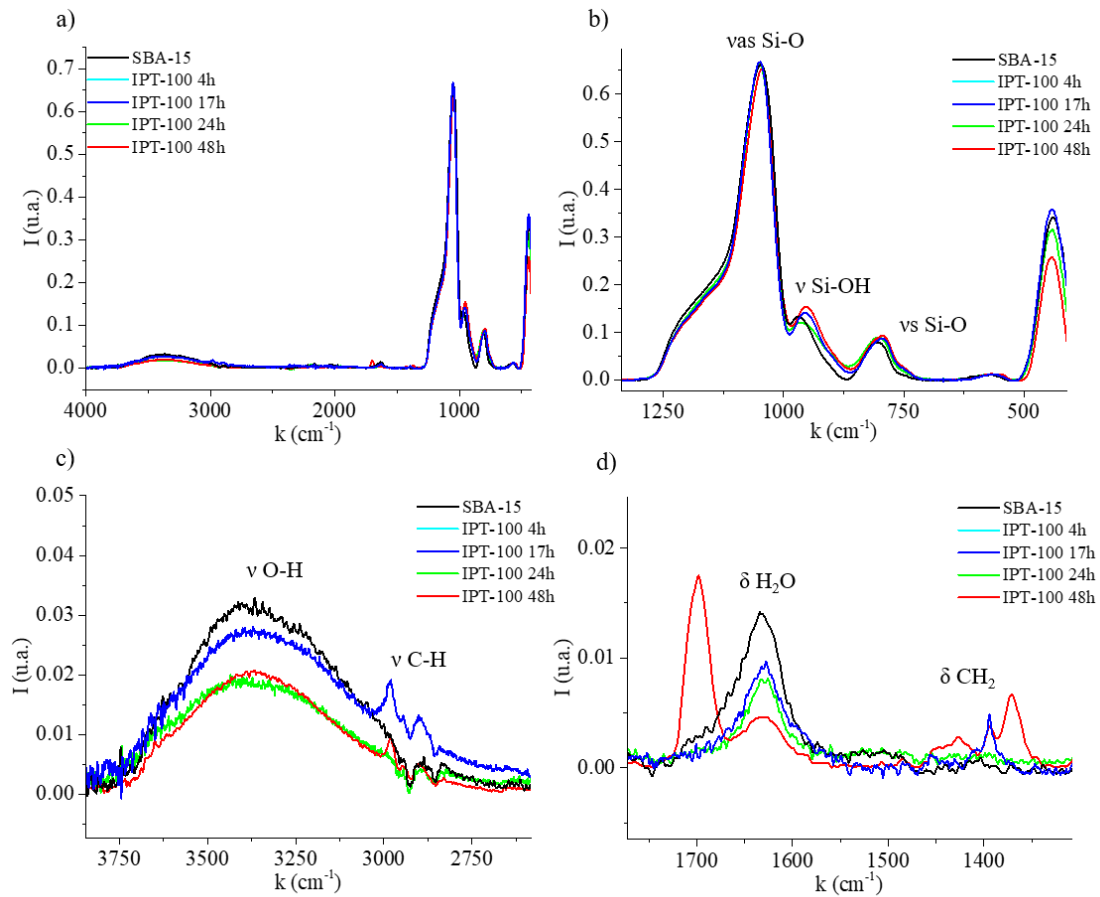 a)
SBA-15
IPT-100 4h
IPT-100 17h
IPT-100 24h
IPT-100 48h
0.7
0.6
0.5
0.4
0.3
0.2
0.1
0.0
I (u.a.)
4000 3000 2000 1000
k (cm⁻¹)
b)
νas Si-O
ν Si-OH
νs Si-O
SBA-15
IPT-100 4h
IPT-100 17h
IPT-100 24h
IPT-100 48h
0.6
0.5
0.4
0.3
0.2
0.1
0.0
I (u.a.)
1250 1000 750 500
k (cm⁻¹)
c)
ν O-H
ν C-H
SBA-15
IPT-100 4h
IPT-100 17h
IPT-100 24h
IPT-100 48h
0.05
0.04
0.03
0.02
0.01
0.00
I (u.a.)
3750 3500 3250 3000 2750
k (cm⁻¹)
d)
δ H₂O
δ CH₂
SBA-15
IPT-100 4h
IPT-100 17h
IPT-100 24h
IPT-100 48h
0.02
0.01
0.00
I (u.a.)
1700 1600 1500 1400
k (cm⁻¹)